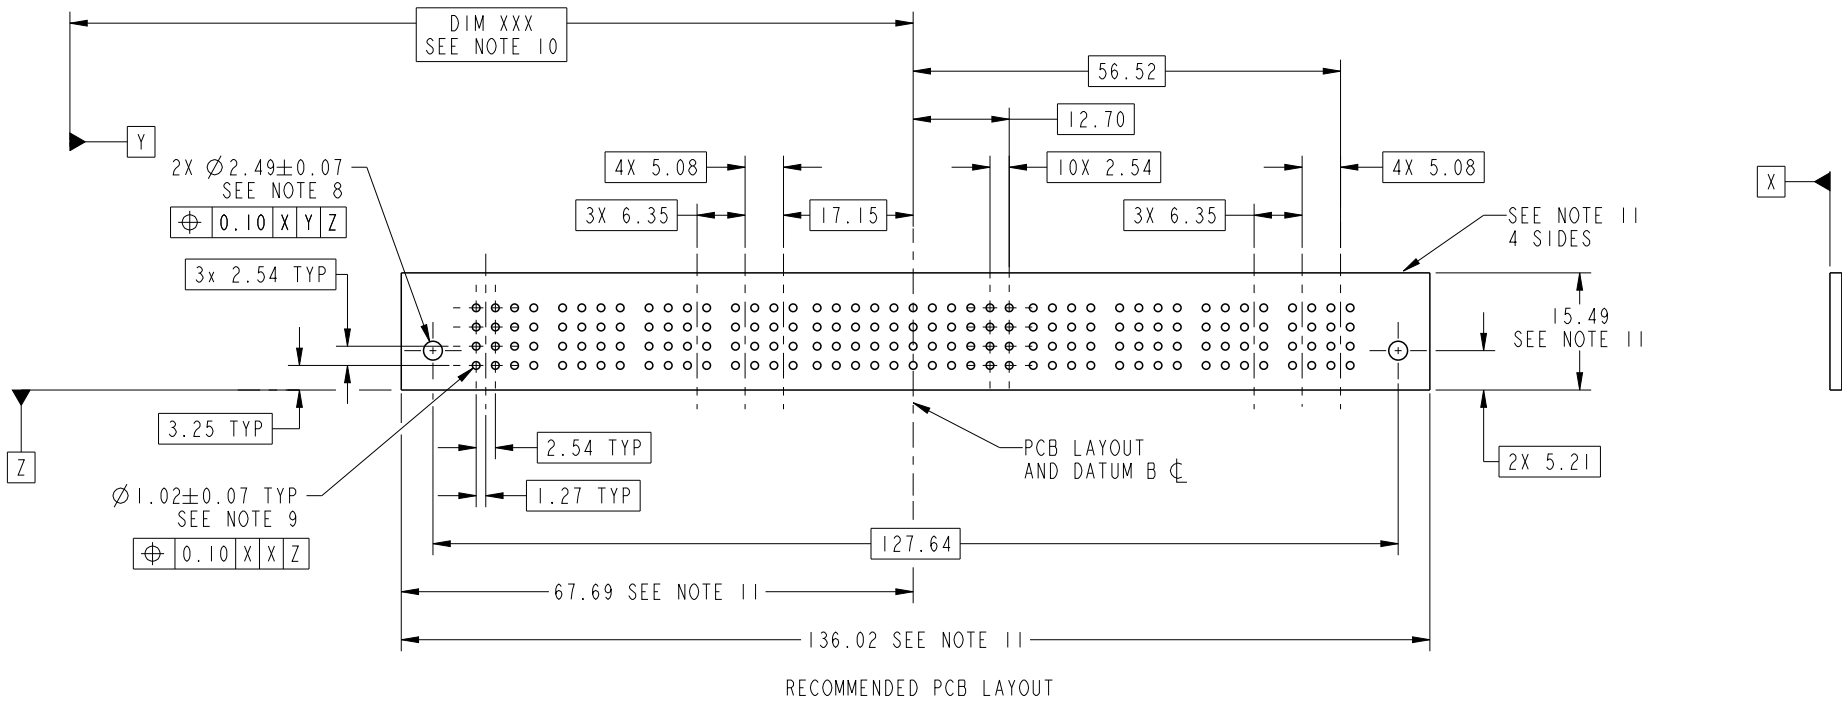 DIM XXX
SEE NOTE 10
56.52
12.70
Y
2X Ø2.49±0.07
SEE NOTE 8
⌖ 0.10 X Y Z
4X 5.08
10X 2.54
4X 5.08
X
3X 6.35
17.15
3X 6.35
SEE NOTE 11
4 SIDES
3x 2.54 TYP
15.49
SEE NOTE 11
3.25 TYP
Z
2.54 TYP
PCB LAYOUT
AND DATUM B ℄
2X 5.21
Ø1.02±0.07 TYP
SEE NOTE 9
⌖ 0.10 X X Z
1.27 TYP
127.64
67.69 SEE NOTE 11
136.02 SEE NOTE 11
RECOMMENDED PCB LAYOUT